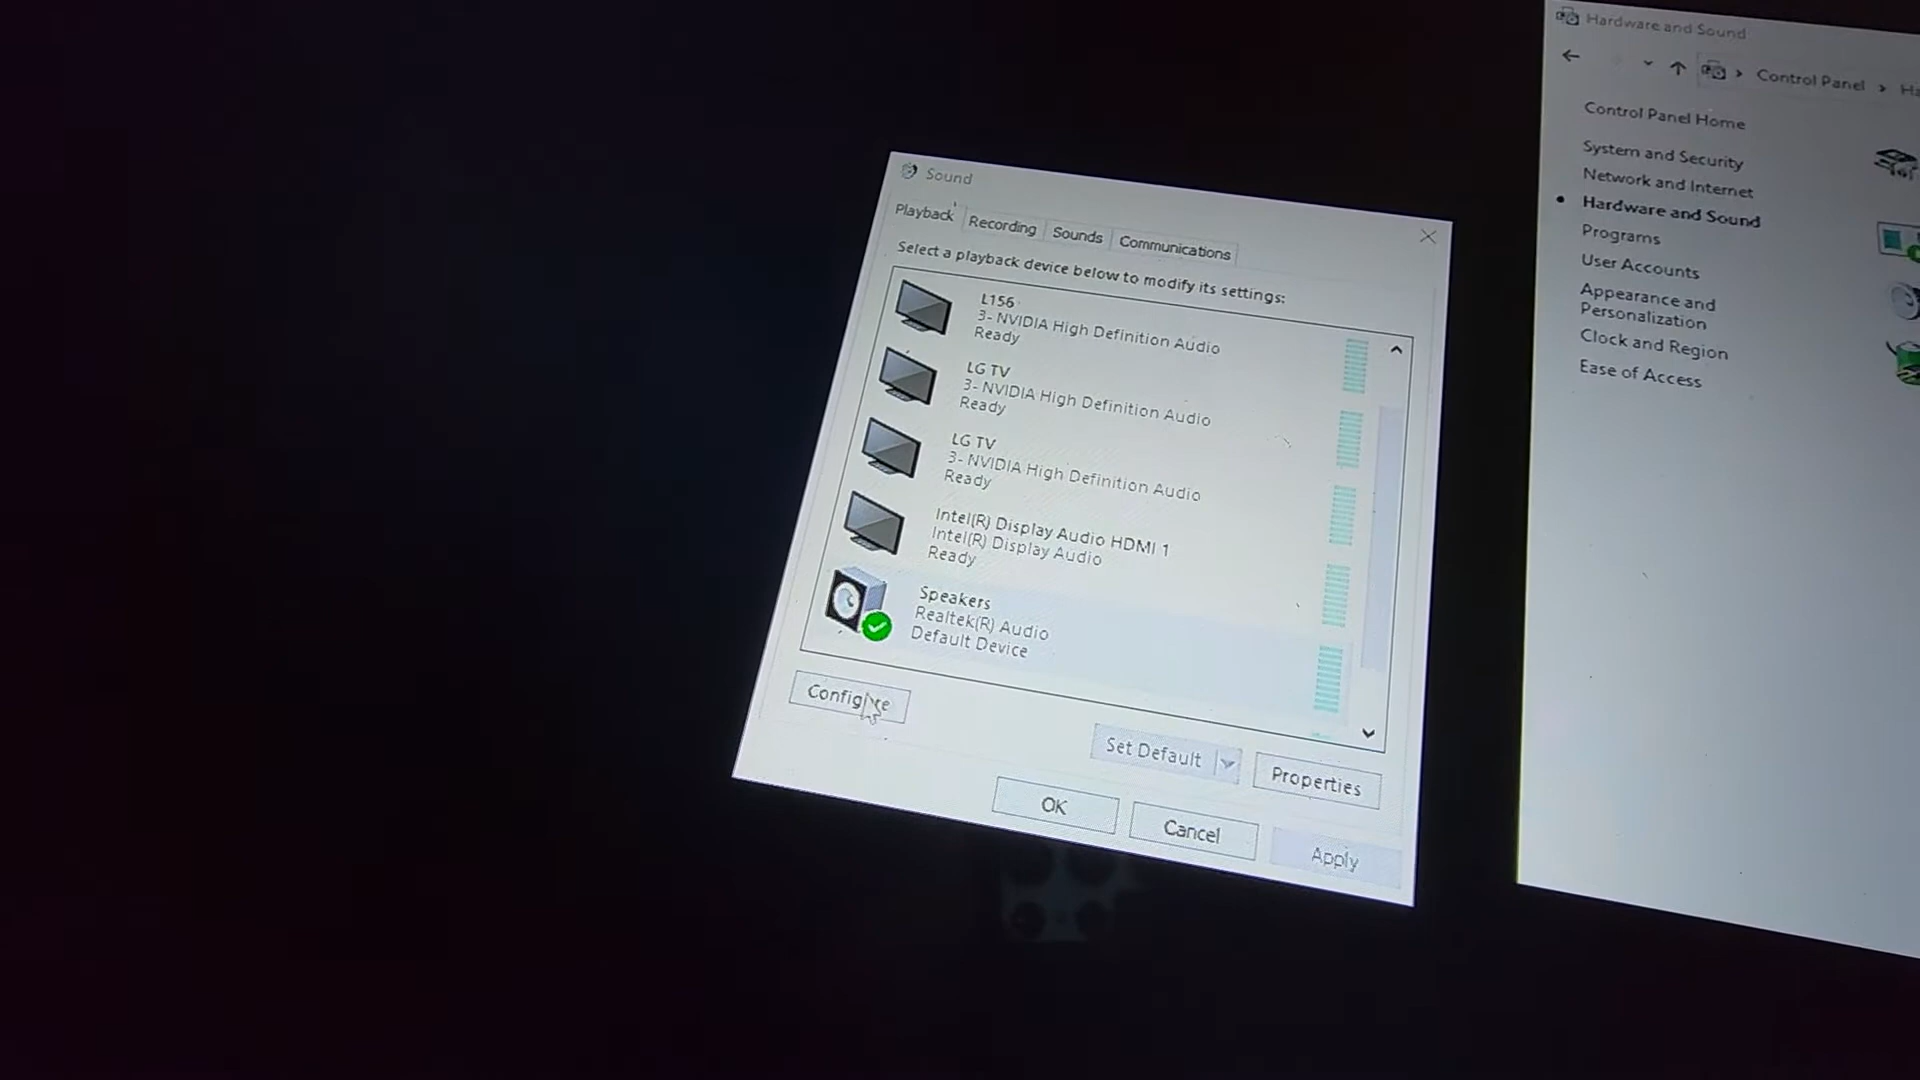 Sound
Playback
Recording
Sounds
Communications
Select a playback device below to modify its settings:
L156
3- NVIDIA High Definition Audio
Ready
LG TV
3- NVIDIA High Definition Audio
Ready
LG TV
3- NVIDIA High Definition Audio
Ready
Intel(R) Display Audio HDMI 1
Intel(R) Display Audio
Ready
Speakers
Realtek(R) Audio
Default Device
Configure
Set Default
Properties
OK
Cancel
Apply
Hardware and Sound
Control Panel
Control Panel Home
System and Security
Network and Internet
Hardware and Sound
Programs
User Accounts
Appearance and
Personalization
Clock and Region
Ease of Access